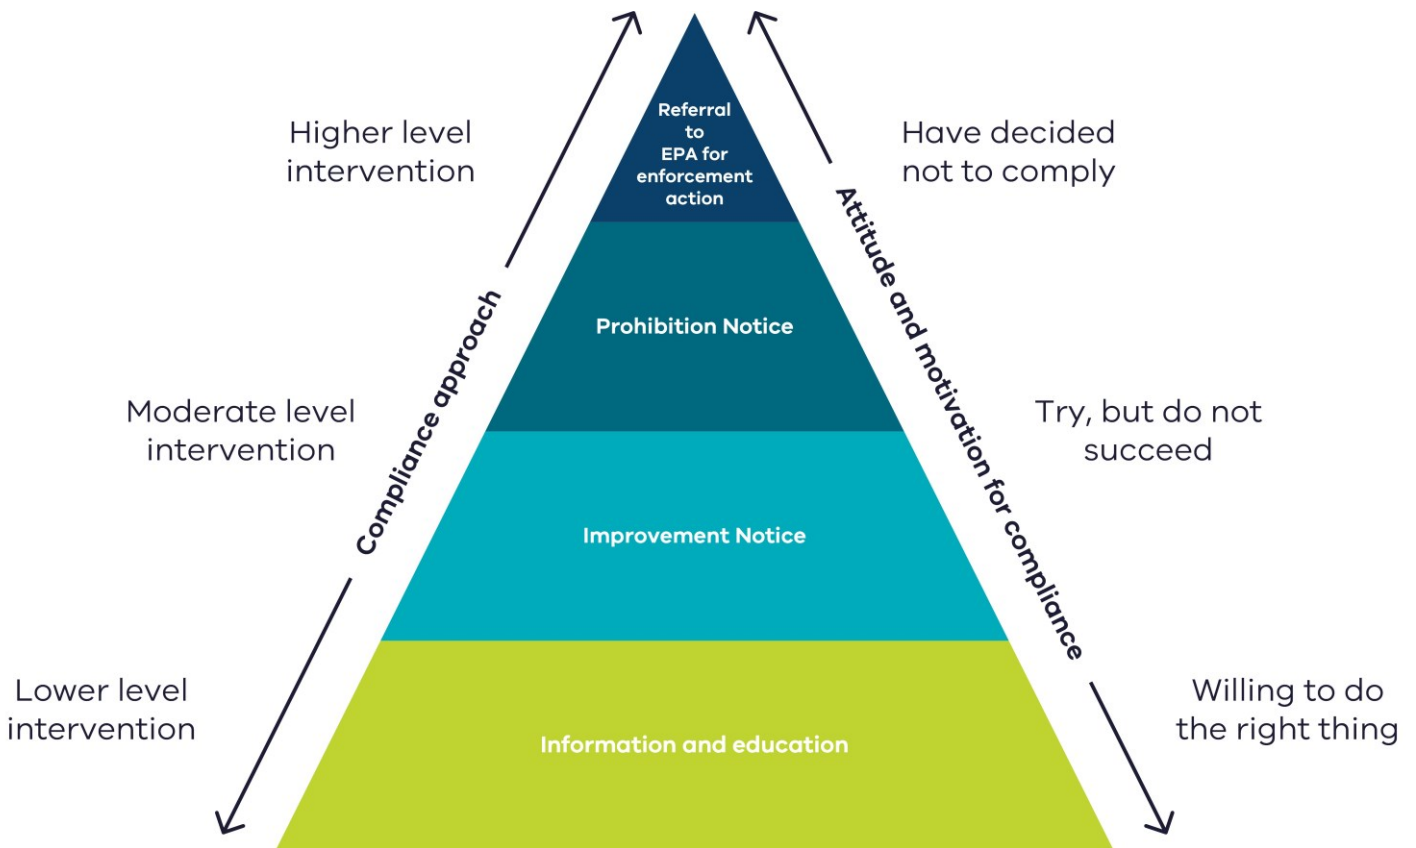 Higher level
intervention
Referral
to
EPA for
enforcement
action
Have decided
not to comply
Compliance approach
Attitude and motivation for compliance
Prohibition Notice
Moderate level
intervention
Try, but do not
succeed
Improvement Notice
Lower level
intervention
Information and education
Willing to do
the right thing